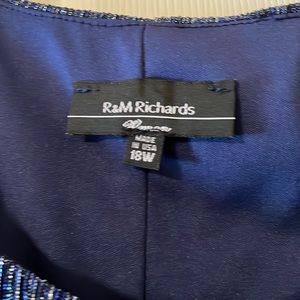 R&M Richards
Woman
MADE
IN USA
18W